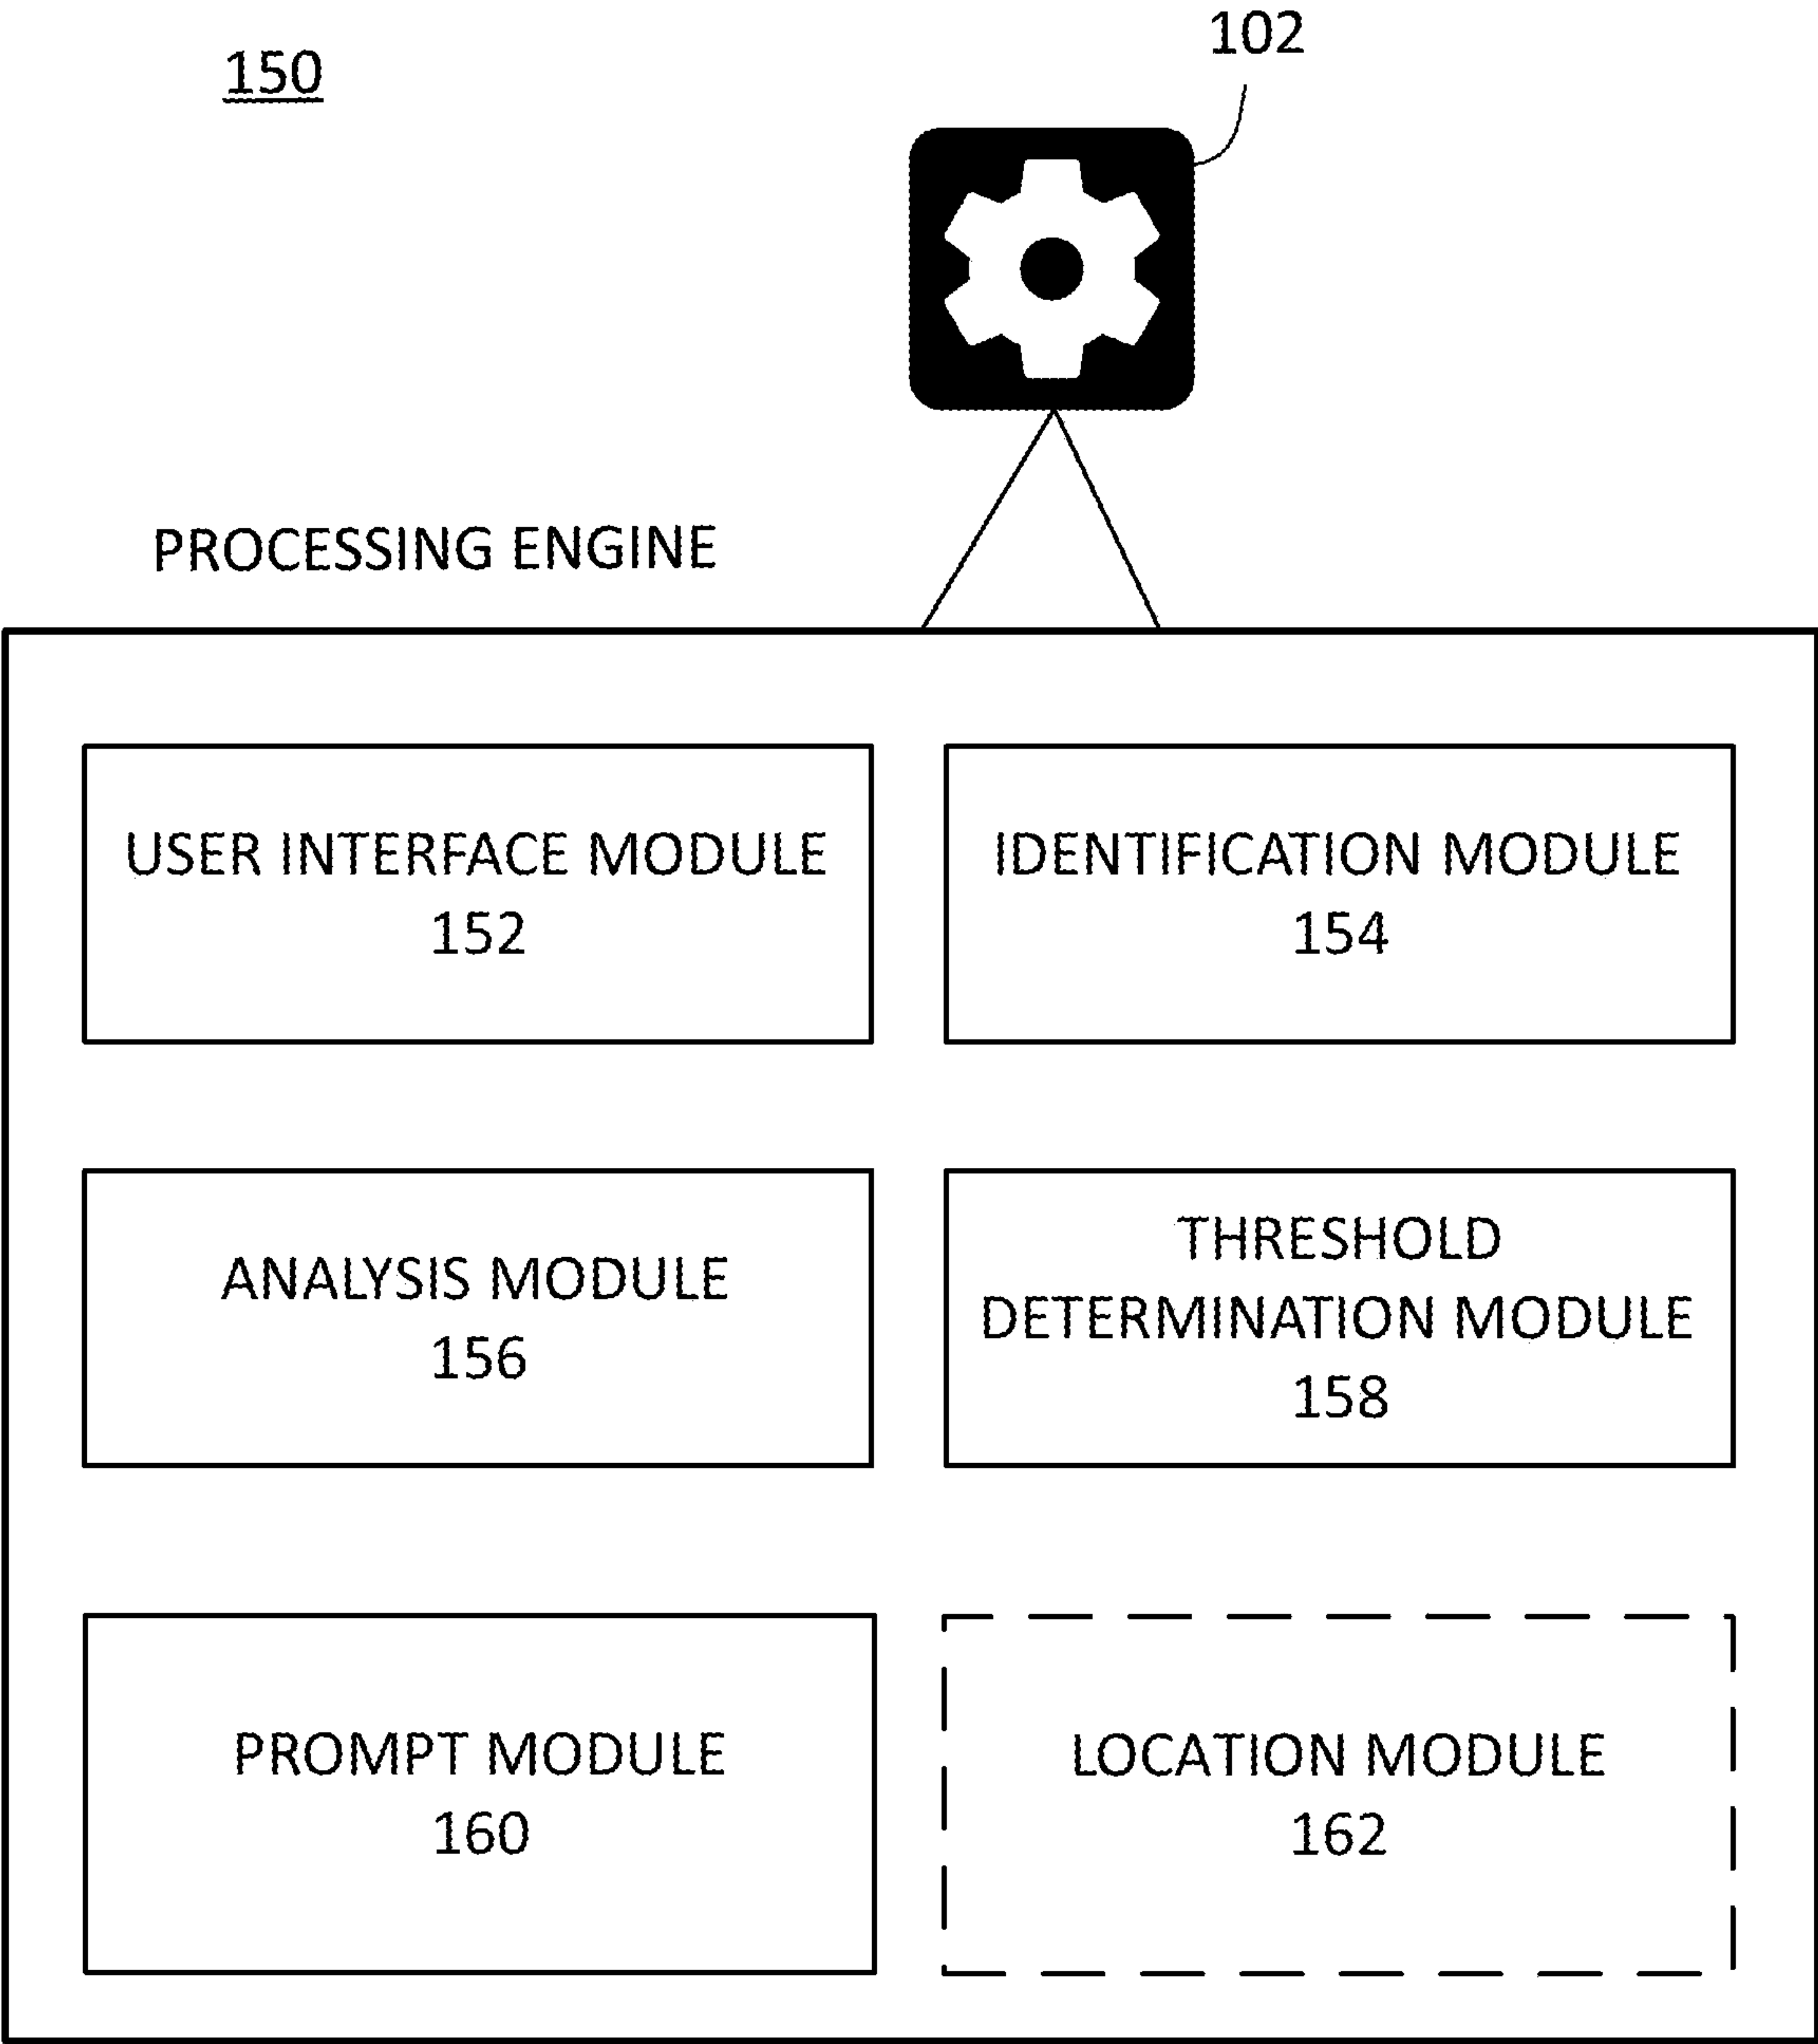 150
102
PROCESSING ENGINE
USER INTERFACE MODULE
152
IDENTIFICATION MODULE
154
ANALYSIS MODULE
156
THRESHOLD
DETERMINATION MODULE
158
PROMPT MODULE
160
LOCATION MODULE
162